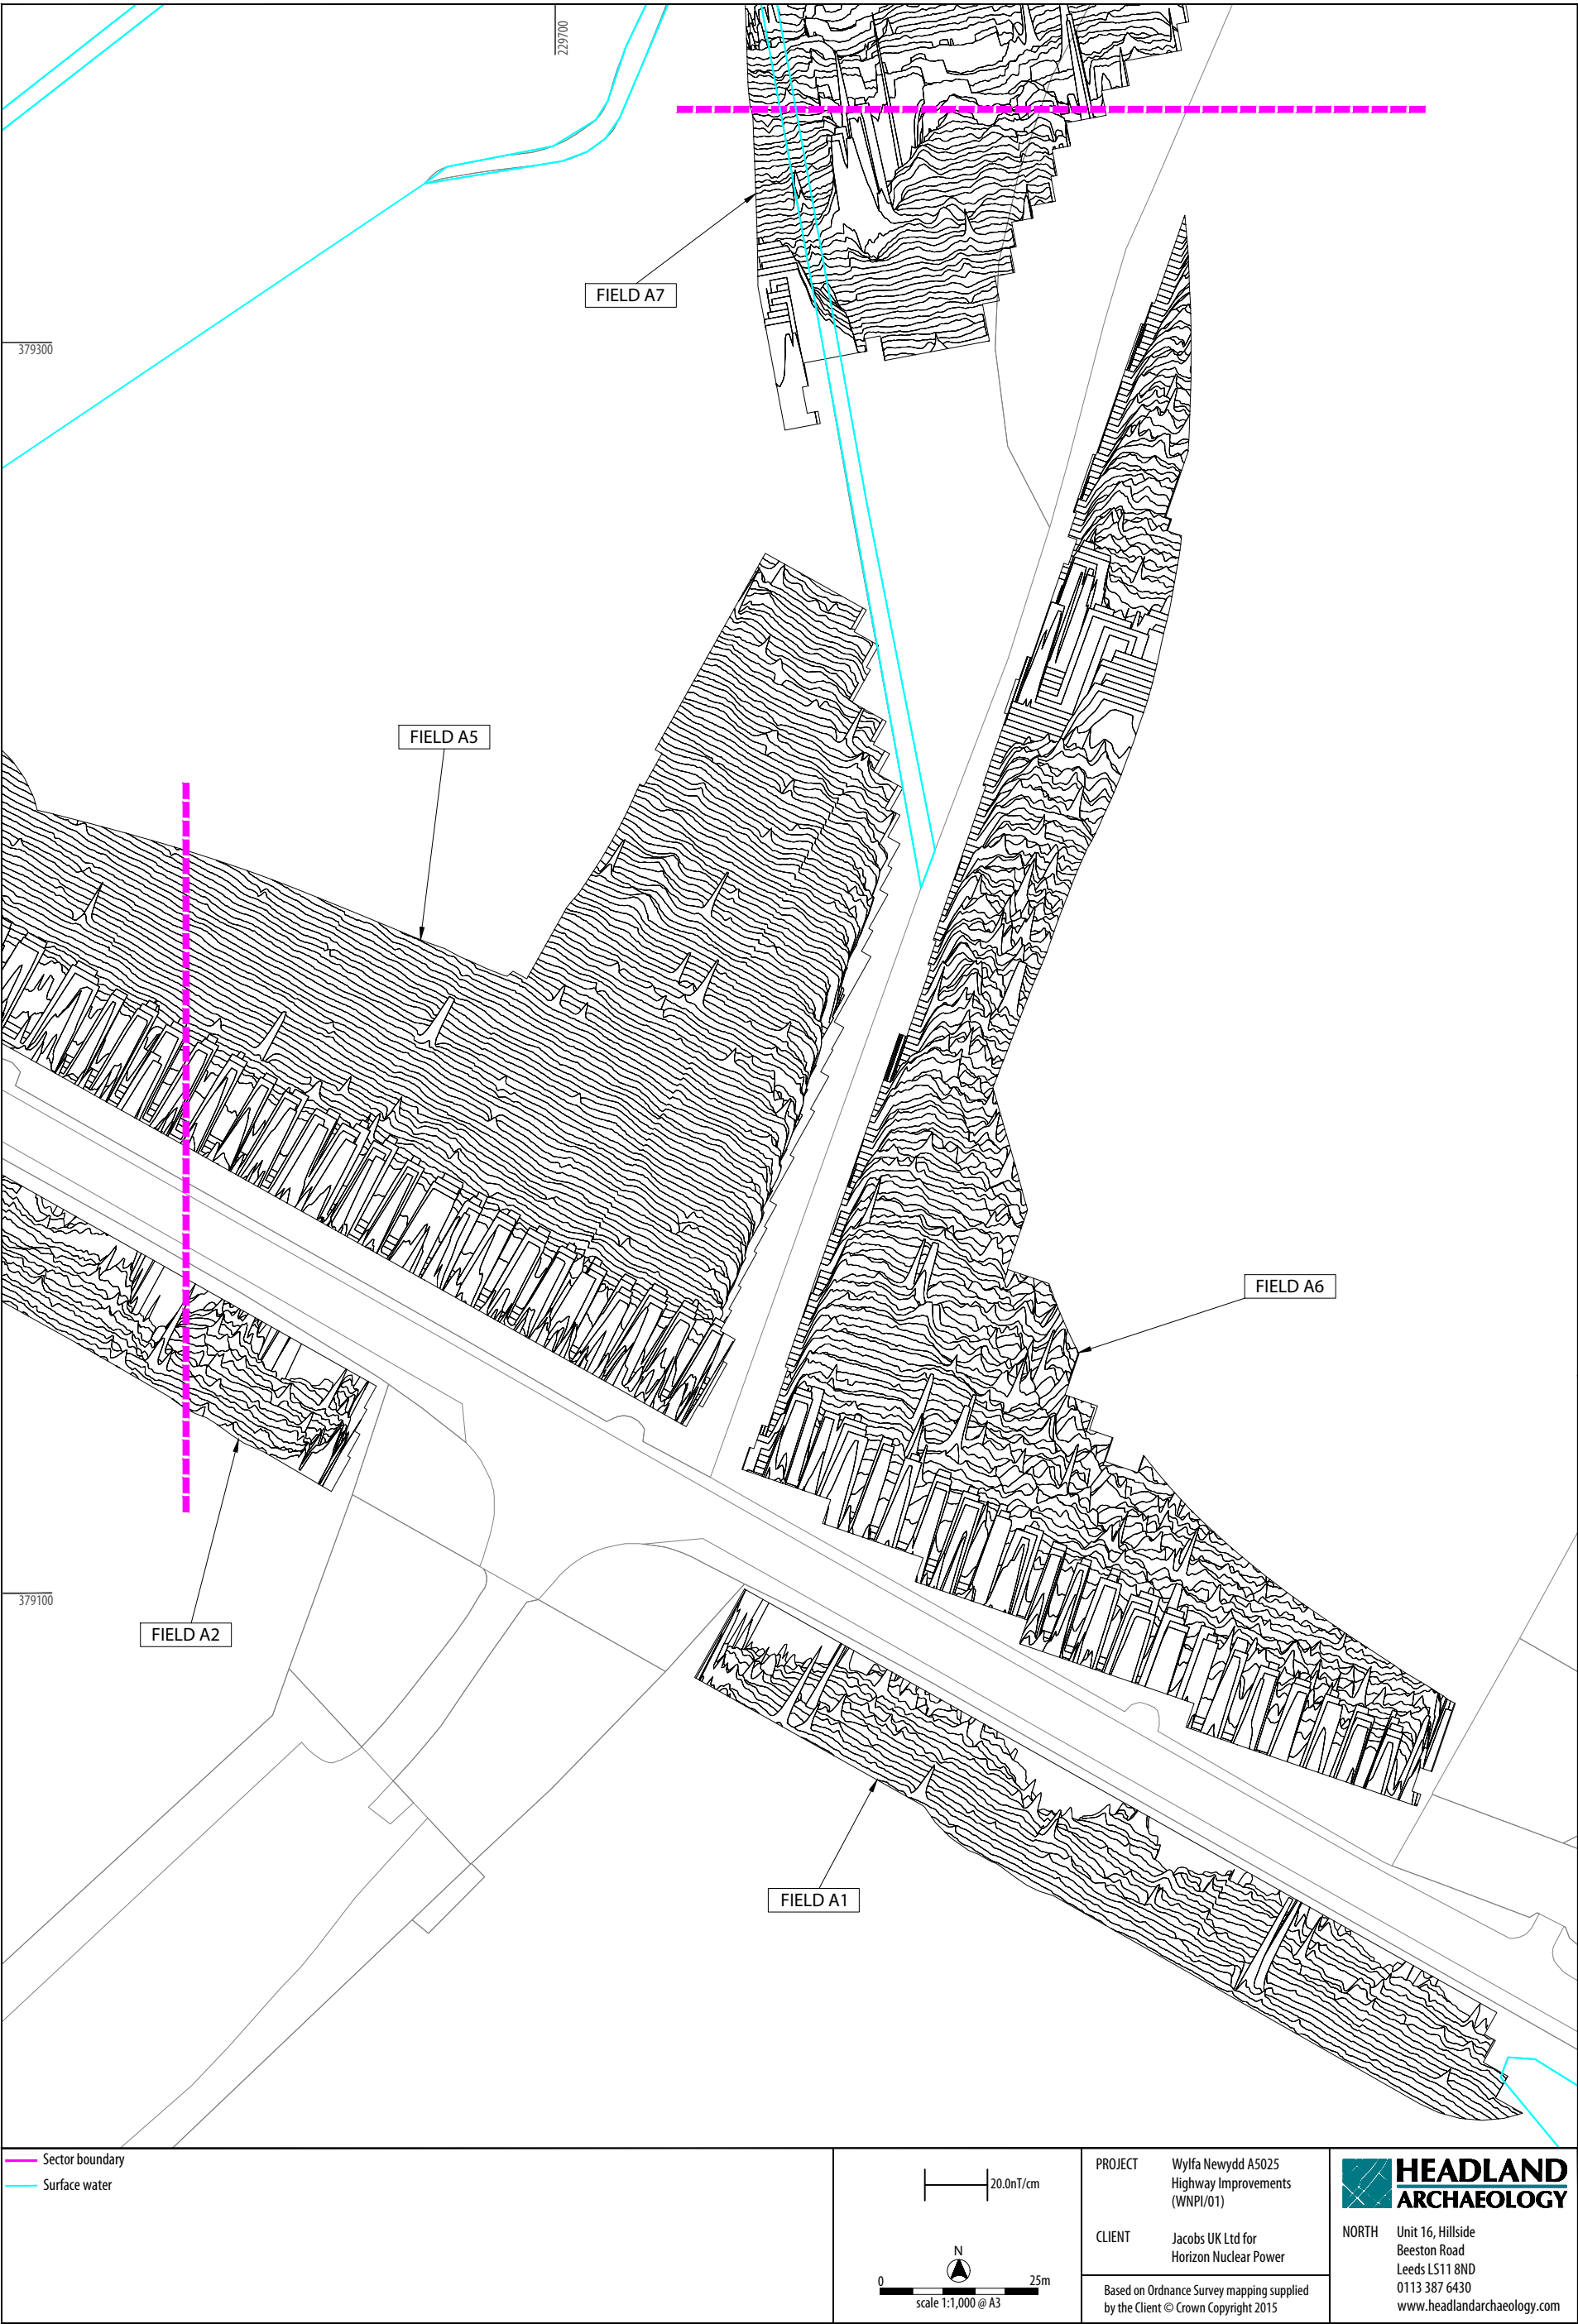 229700
FIELD A7
379300
FIELD A5
FIELD A6
379100
FIELD A2
FIELD A1
Sector boundary
Surface water
20.0nT/cm
N
0 25m
scale 1:1,000 @ A3
PROJECT Wylfa Newydd A5025
Highway Improvements
(WNPI/01)
CLIENT Jacobs UK Ltd for
Horizon Nuclear Power
Based on Ordnance Survey mapping supplied
by the Client © Crown Copyright 2015
HEADLAND
ARCHAEOLOGY
NORTH Unit 16, Hillside
Beeston Road
Leeds LS11 8ND
0113 387 6430
www.headlandarchaeology.com